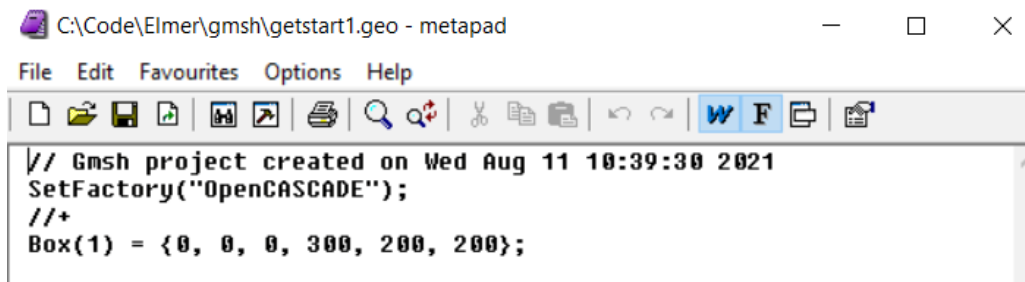 C:\Code\Elmer\gmsh\getstart1.geo - metapad
File Edit Favourites Options Help
W F
// Gmsh project created on Wed Aug 11 10:39:30 2021
SetFactory("OpenCASCADE");
//+
Box(1) = {0, 0, 0, 300, 200, 200};